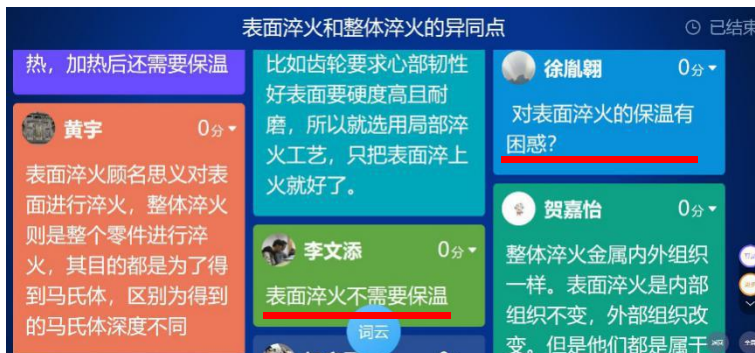 表面淬火和整体淬火的异同点
已结束
热，加热后还需要保温
黄宇
0分
表面淬火顾名思义对表
面进行淬火，整体淬火
则是整个零件进行淬
火，其目的都是为了得
到马氏体，区别为得到
的马氏体深度不同
比如齿轮要求心部韧性
好表面要硬度高且耐
磨，所以就选用局部淬
火工艺，只把表面淬上
火就好了。
李文添
0分
表面淬火不需要保温
词云
徐胤翱
0分
对表面淬火的保温有
困惑?
贺嘉怡
0分
整体淬火金属内外组织
一样。表面淬火是内部
组织不变，外部组织改
变。但是他们都是属于